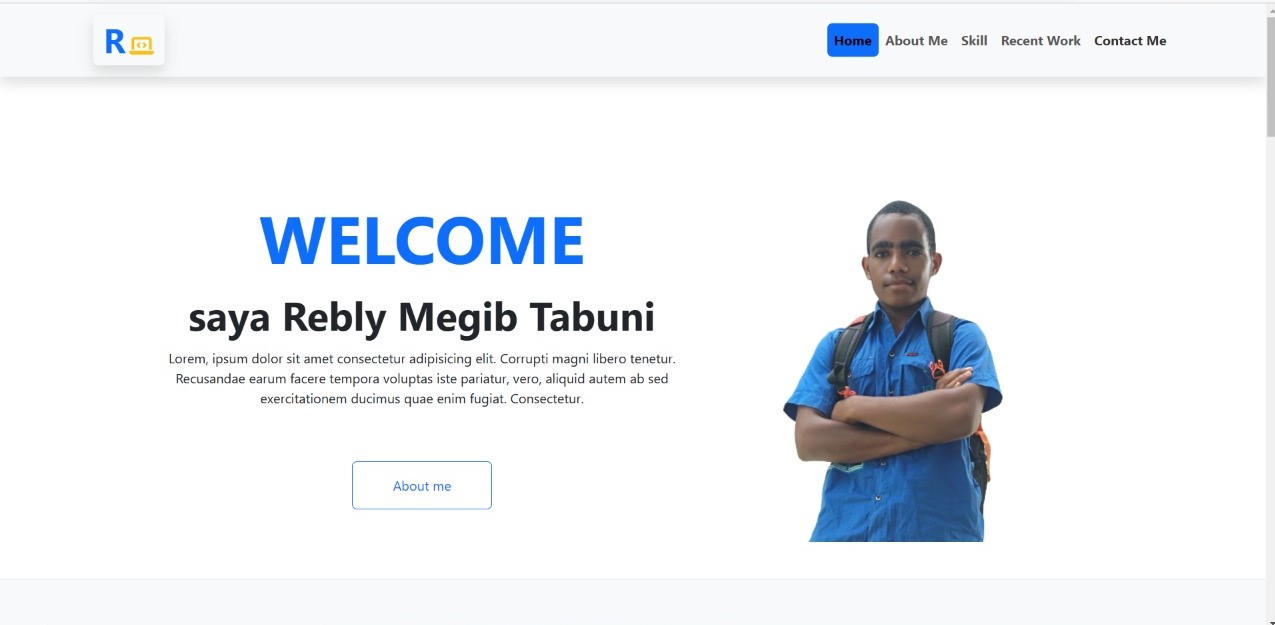 R
Home About Me Skill Recent Work Contact Me
WELCOME
saya Rebly Megib Tabuni
Lorem, ipsum dolor sit amet consectetur adipisicing elit. Corrupti magni libero tenetur.
Recusandae earum facere tempora voluptas iste pariatur, vero, aliquid autem ab sed
exercitationem ducimus quae enim fugiat. Consectetur.
About me